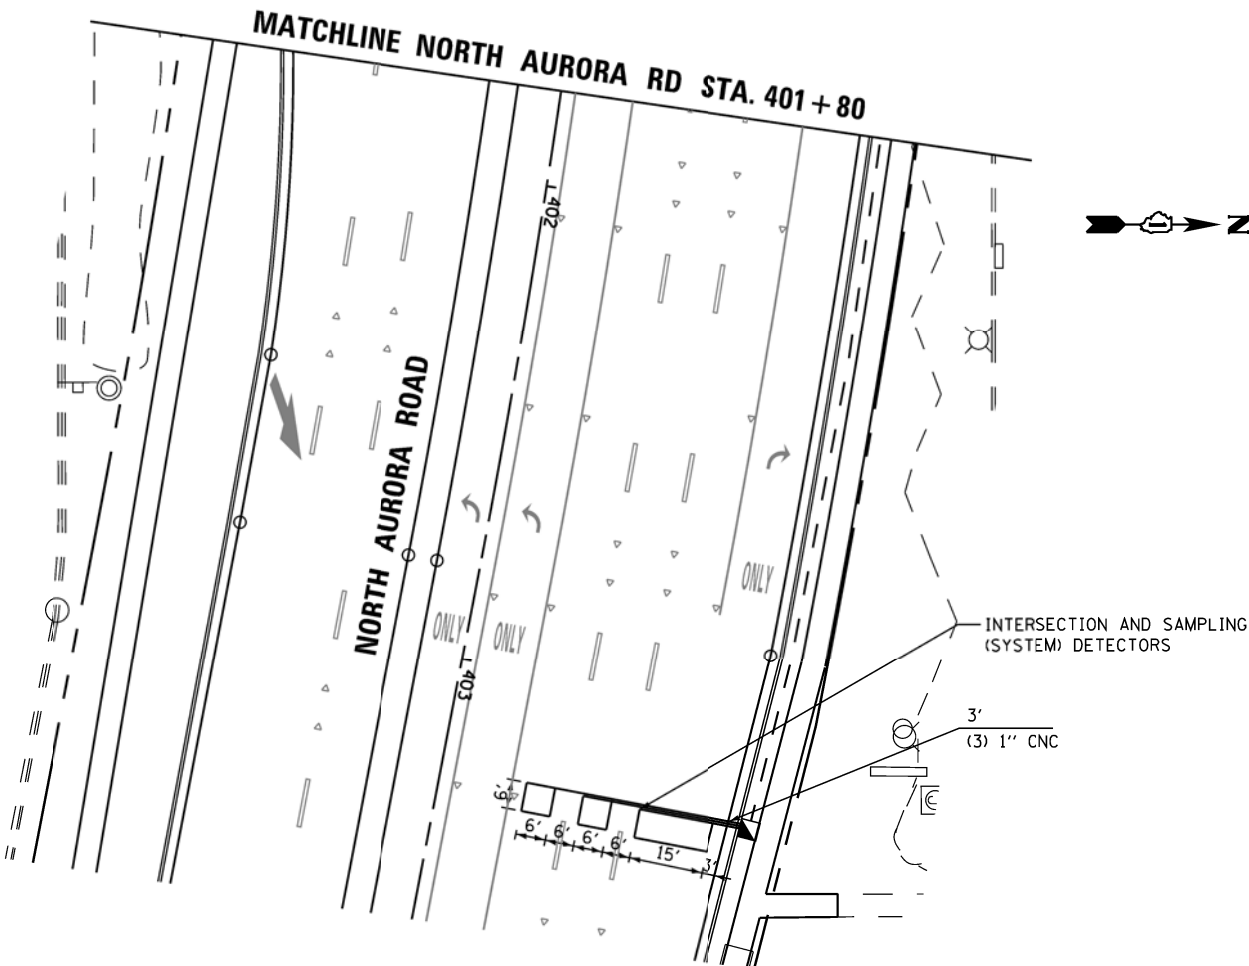 MATCHLINE NORTH AURORA RD STA. 401+80
402
N
NORTH AURORA ROAD
ONLY
ONLY
ONLY
403
INTERSECTION AND SAMPLING
(SYSTEM) DETECTORS
3'
(3) 1'' CNC
6'
6' 6' 6' 6' 15' 3'